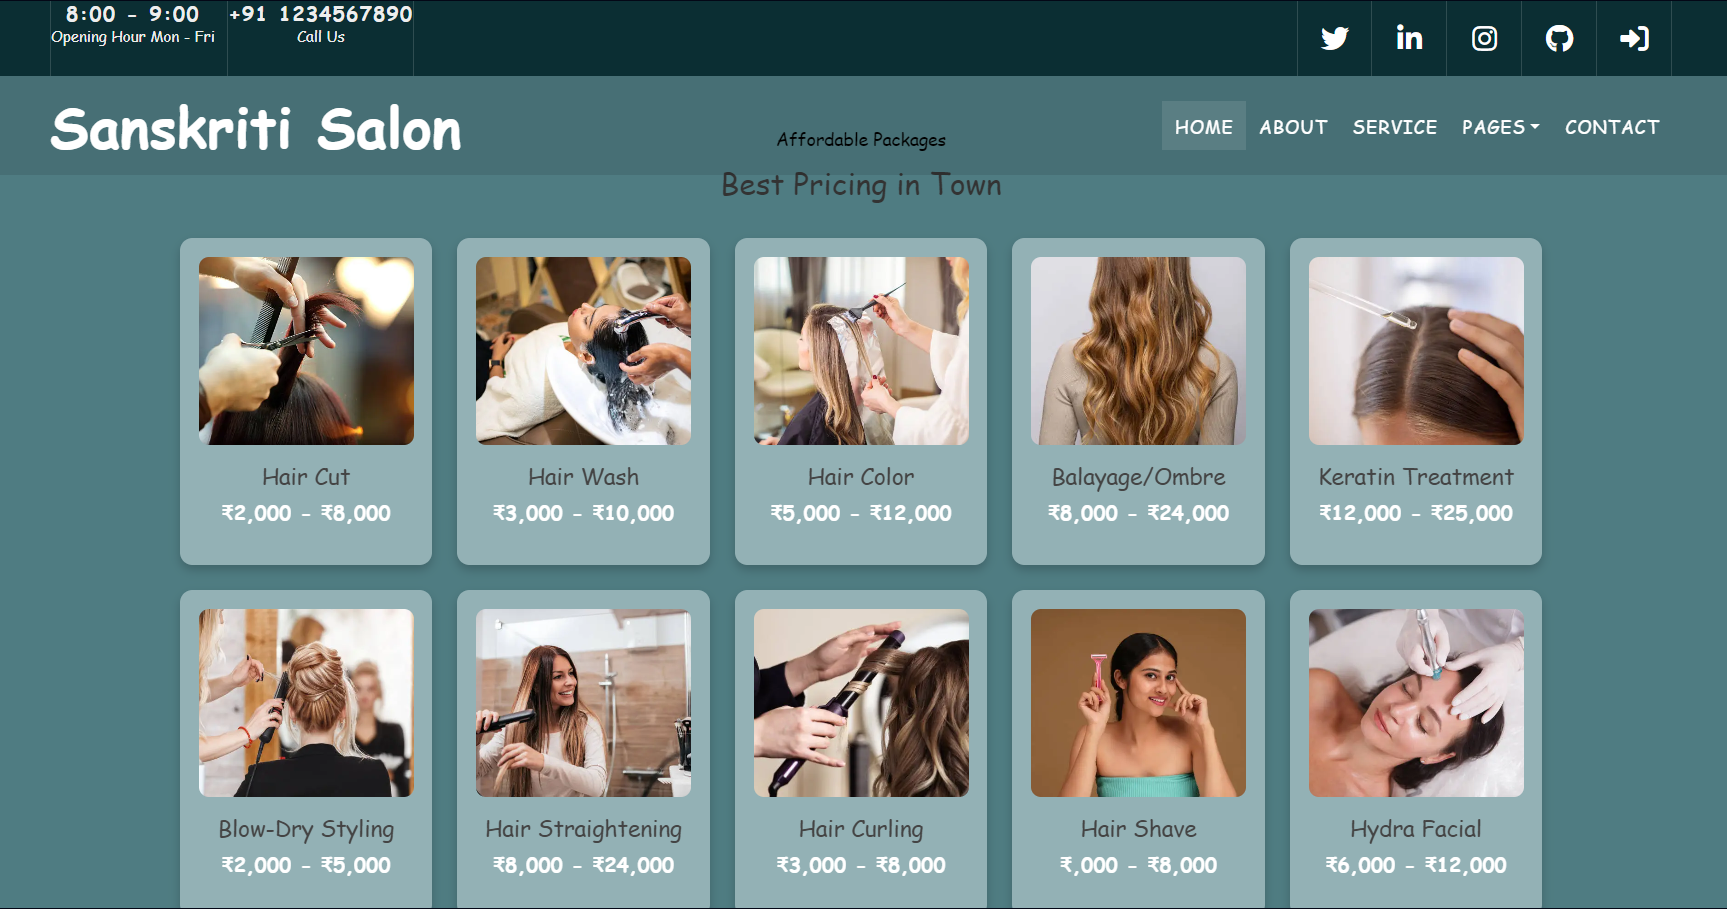 8:00 - 9:00
Opening Hour Mon - Fri
+91 1234567890
Call Us
Sanskriti Salon
HOME ABOUT SERVICE PAGES CONTACT
Affordable Packages
Best Pricing in Town
Hair Cut
₹2,000 - ₹8,000
Hair Wash
₹3,000 - ₹10,000
Hair Color
₹5,000 - ₹12,000
Balayage/Ombre
₹8,000 - ₹24,000
Keratin Treatment
₹12,000 - ₹25,000
Blow-Dry Styling
₹2,000 - ₹5,000
Hair Straightening
₹8,000 - ₹24,000
Hair Curling
₹3,000 - ₹8,000
Hair Shave
₹,000 - ₹8,000
Hydra Facial
₹6,000 - ₹12,000